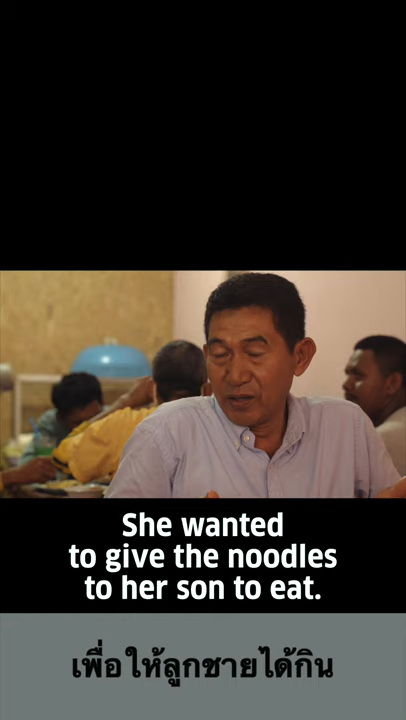 She wanted
to give the noodles
to her son to eat.
เพื่อให้ลูกชายได้กิน